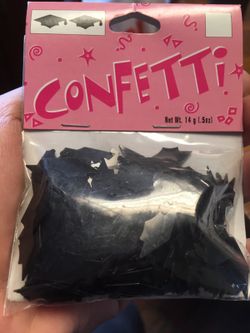 CONFETTI
Net Wt. 14 g (.5oz)